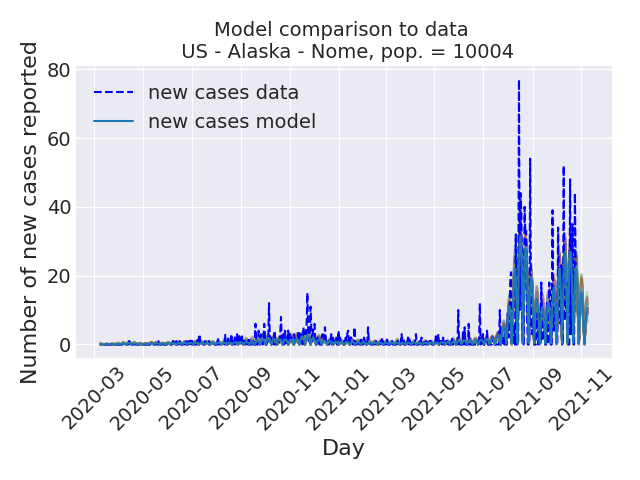 Model comparison to data
US - Alaska - Nome, pop. = 10004
Number of new cases reported
80
60
40
20
0
new cases data
new cases model
2020-03
2020-05
2020-07
2020-09
2020-11
2021-01
2021-03
2021-05
2021-07
2021-09
2021-11
Day